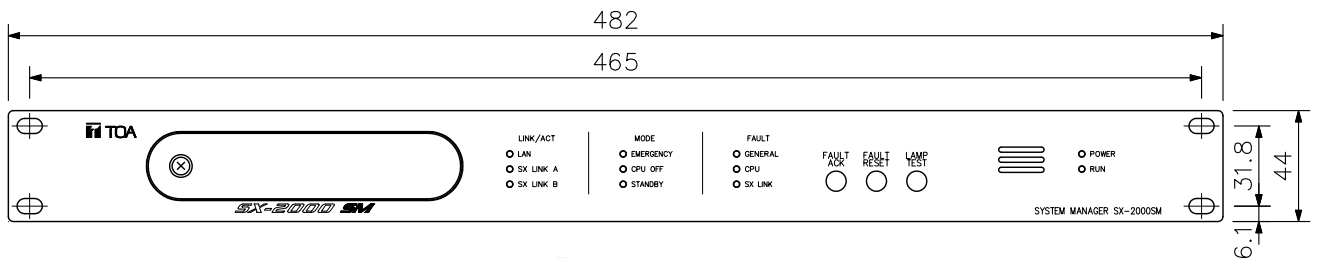 482
465
TOA
LINK/ACT
LAN
SX LINK A
SX LINK B
MODE
EMERGENCY
CPU OFF
STANDBY
FAULT
GENERAL
CPU
SX LINK
FAULT ACK
FAULT RESET
LAMP TEST
POWER
RUN
SX-2000 SM
SYSTEM MANAGER SX-2000SM
31.8
44
6.1